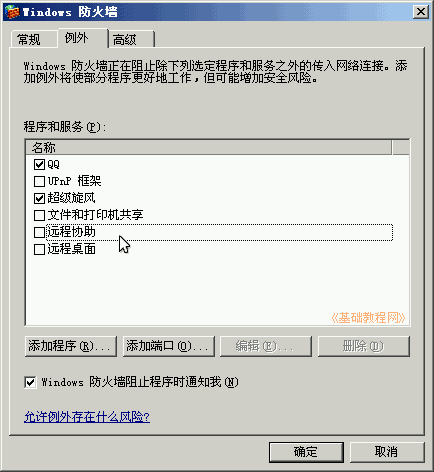 Windows 防火墙
常规
例外
高级
Windows 防火墙正在阻止除下列选定程序和服务之外的传入网络连接。添
加例外将使部分程序更好地工作,但可能增加安全风险。
程序和服务(P):
名称
QQ
UPnP 框架
超级旋风
文件和打印机共享
远程协助
远程桌面
《基础教程网》
添加程序(R)...
添加端口(O)...
编辑(E)...
删除(D)
Windows 防火墙阻止程序时通知我(N)
允许例外存在什么风险?
确定
取消